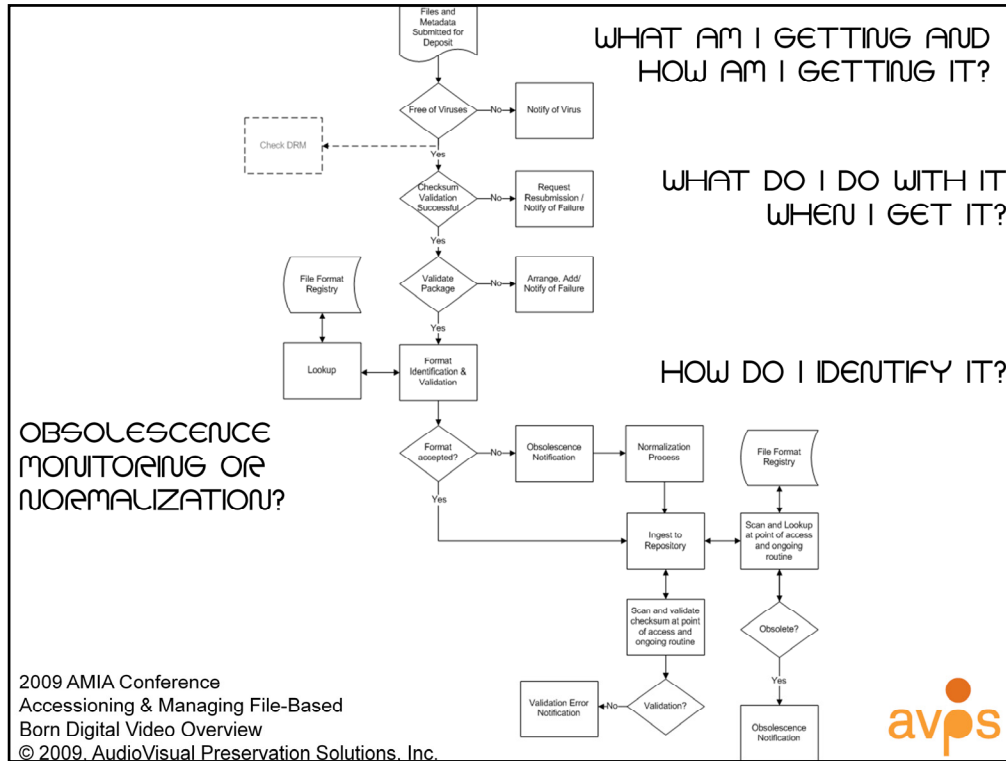 Files and
Metadata
Submitted for
Deposit
WHAT AM I GETTING AND
HOW AM I GETTING IT?
Free of Viruses
No
Notify of Virus
Check DRM
Yes
Checksum
Validation
Successful
No
Request
Resubmission /
Notify of Failure
WHAT DO I DO WITH IT
WHEN I GET IT?
Yes
File Format
Registry
Validate
Package
No
Arrange, Add/
Notify of Failure
Yes
Lookup
Format
Identification &
Validation
HOW DO I IDENTIFY IT?
OBSOLESCENCE
MONITORING OR
NORMALIZATION?
Format
accepted?
No
Obsolescence
Notification
Normalization
Process
File Format
Registry
Yes
Ingest to
Repository
Scan and Lookup
at point of access
and ongoing
routine
Scan and validate
checksum at point
of access and
ongoing routine
Obsolete?
Yes
Validation Error
Notification
No
Validation?
Obsolescence
Notification
2009 AMIA Conference
Accessioning & Managing File-Based
Born Digital Video Overview
© 2009, AudioVisual Preservation Solutions, Inc.
avps